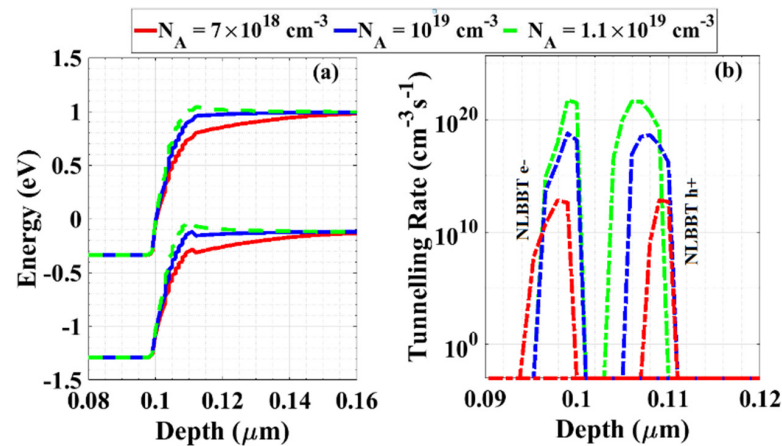 N_A = 7×10^18 cm^-3 N_A = 10^19 cm^-3 N_A = 1.1×10^19 cm^-3
(a)
Energy (eV)
1.5
1
0.5
0
-0.5
-1
-1.5
0.08 0.1 0.12 0.14 0.16
Depth (μm)
(b)
Tunnelling Rate (cm^-3s^-1)
10^20
10^10
10^0
NLBBT e-
NLBBT h+
0.09 0.1 0.11 0.12
Depth (μm)